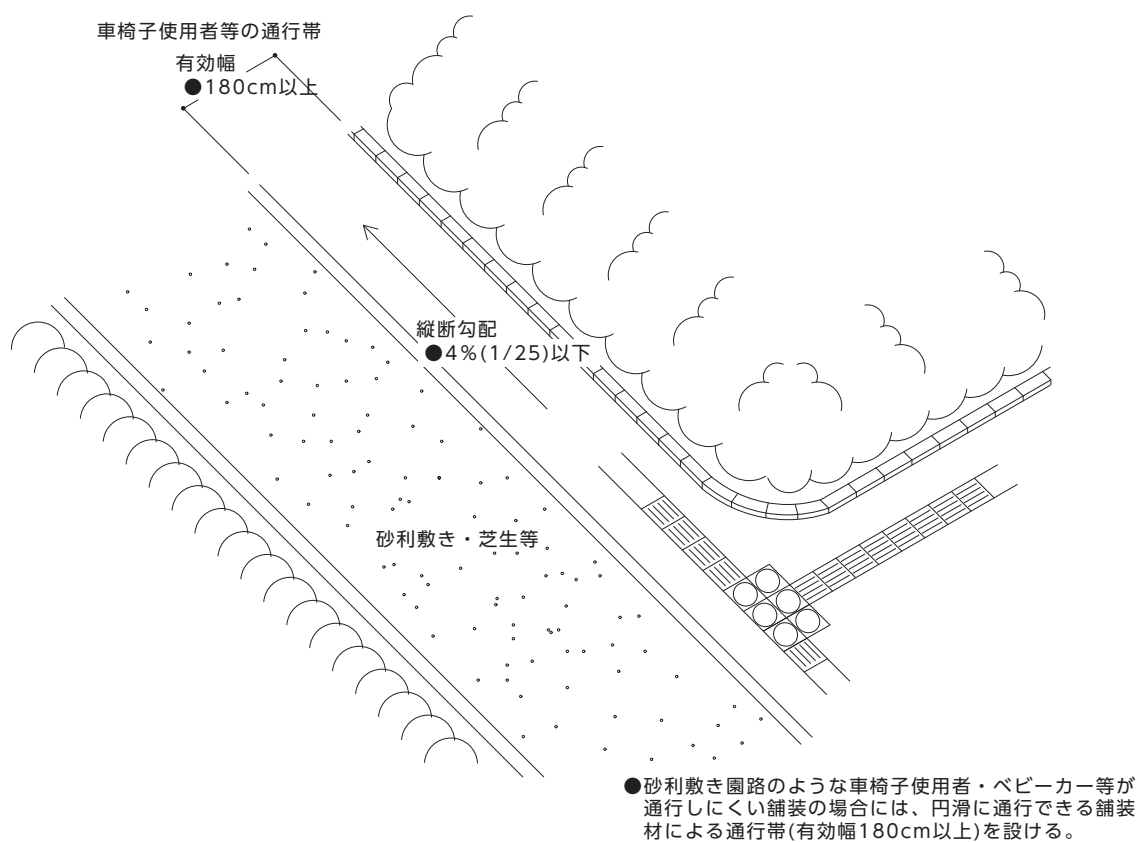 車椅子使用者等の通行帯
有効幅
●180cm以上
縦断勾配
●4%(1/25)以下
砂利敷き・芝生等
●砂利敷き園路のような車椅子使用者・ベビーカー等が
通行しにくい舗装の場合には、円滑に通行できる舗装
材による通行帯(有効幅180cm以上)を設ける。